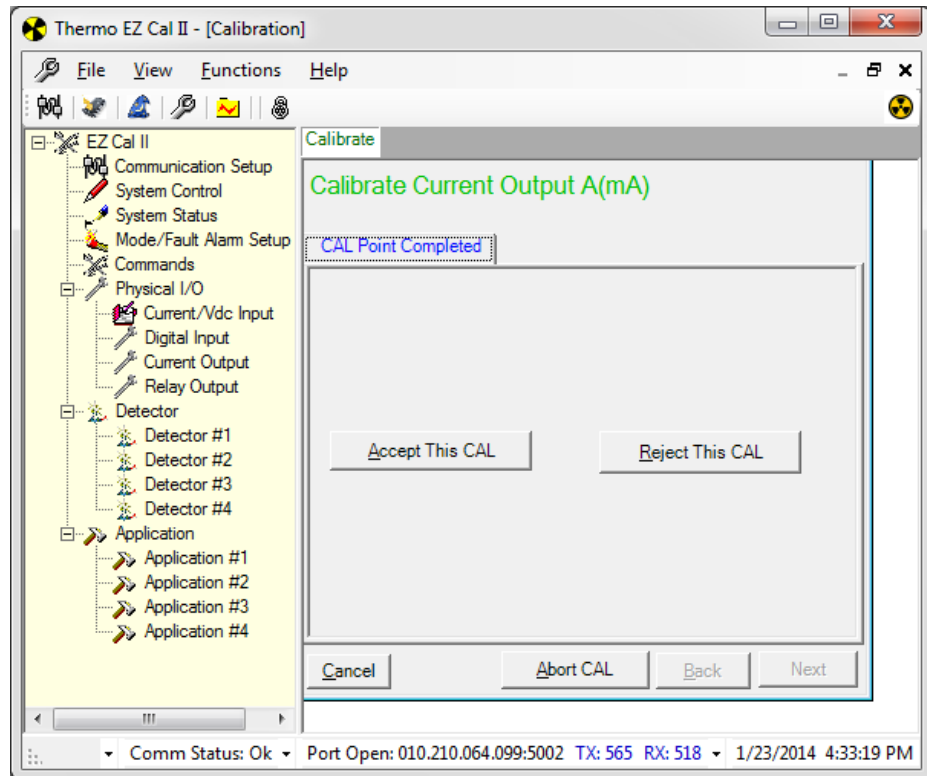 Thermo EZ Cal II - [Calibration]
File View Functions Help
EZ Cal II
Communication Setup
System Control
System Status
Mode/Fault Alarm Setup
Commands
Physical I/O
Current/Vdc Input
Digital Input
Current Output
Relay Output
Detector
Detector #1
Detector #2
Detector #3
Detector #4
Application
Application #1
Application #2
Application #3
Application #4
Calibrate
Calibrate Current Output A(mA)
CAL Point Completed
Accept This CAL Reject This CAL
Cancel Abort CAL Back Next
Comm Status: Ok Port Open: 010.210.064.099:5002 TX: 565 RX: 518 1/23/2014 4:33:19 PM